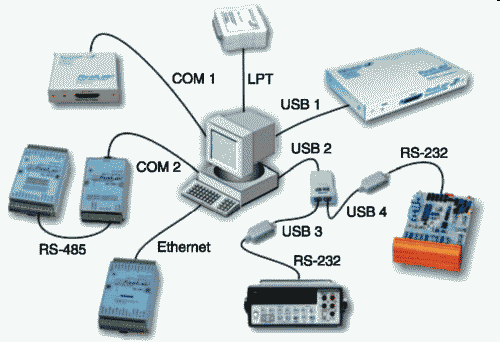 COM 1
LPT
USB 1
COM 2
USB 2
RS-232
RS-485
Ethernet
USB 3
USB 4
RS-232